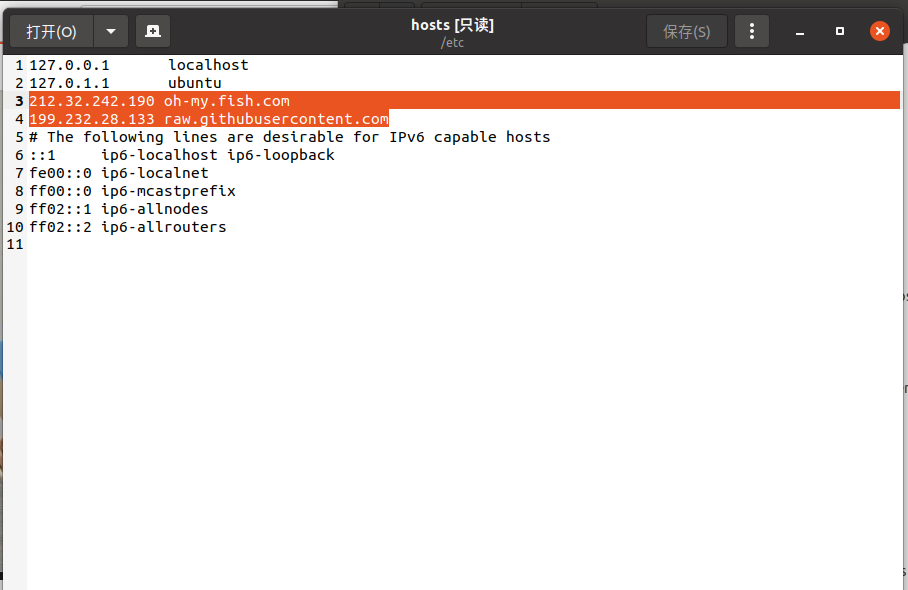 打开(O)
hosts [只读]
/etc
保存(S)
1 127.0.0.1 localhost
2 127.0.1.1 ubuntu
3 212.32.242.190 oh-my.fish.com
4 199.232.28.133 raw.githubusercontent.com
5 # The following lines are desirable for IPv6 capable hosts
6 ::1 ip6-localhost ip6-loopback
7 fe00::0 ip6-localnet
8 ff00::0 ip6-mcastprefix
9 ff02::1 ip6-allnodes
10 ff02::2 ip6-allrouters
11